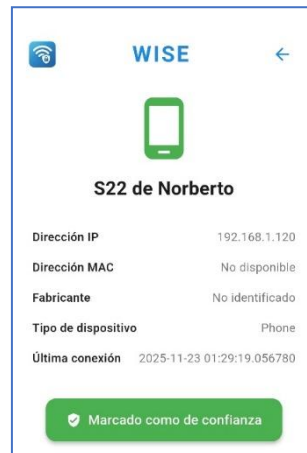 WISE
S22 de Norberto
Dirección IP 192.168.1.120
Dirección MAC No disponible
Fabricante No identificado
Tipo de dispositivo Phone
Última conexión 2025-11-23 01:29:19.056780
Marcado como de confianza